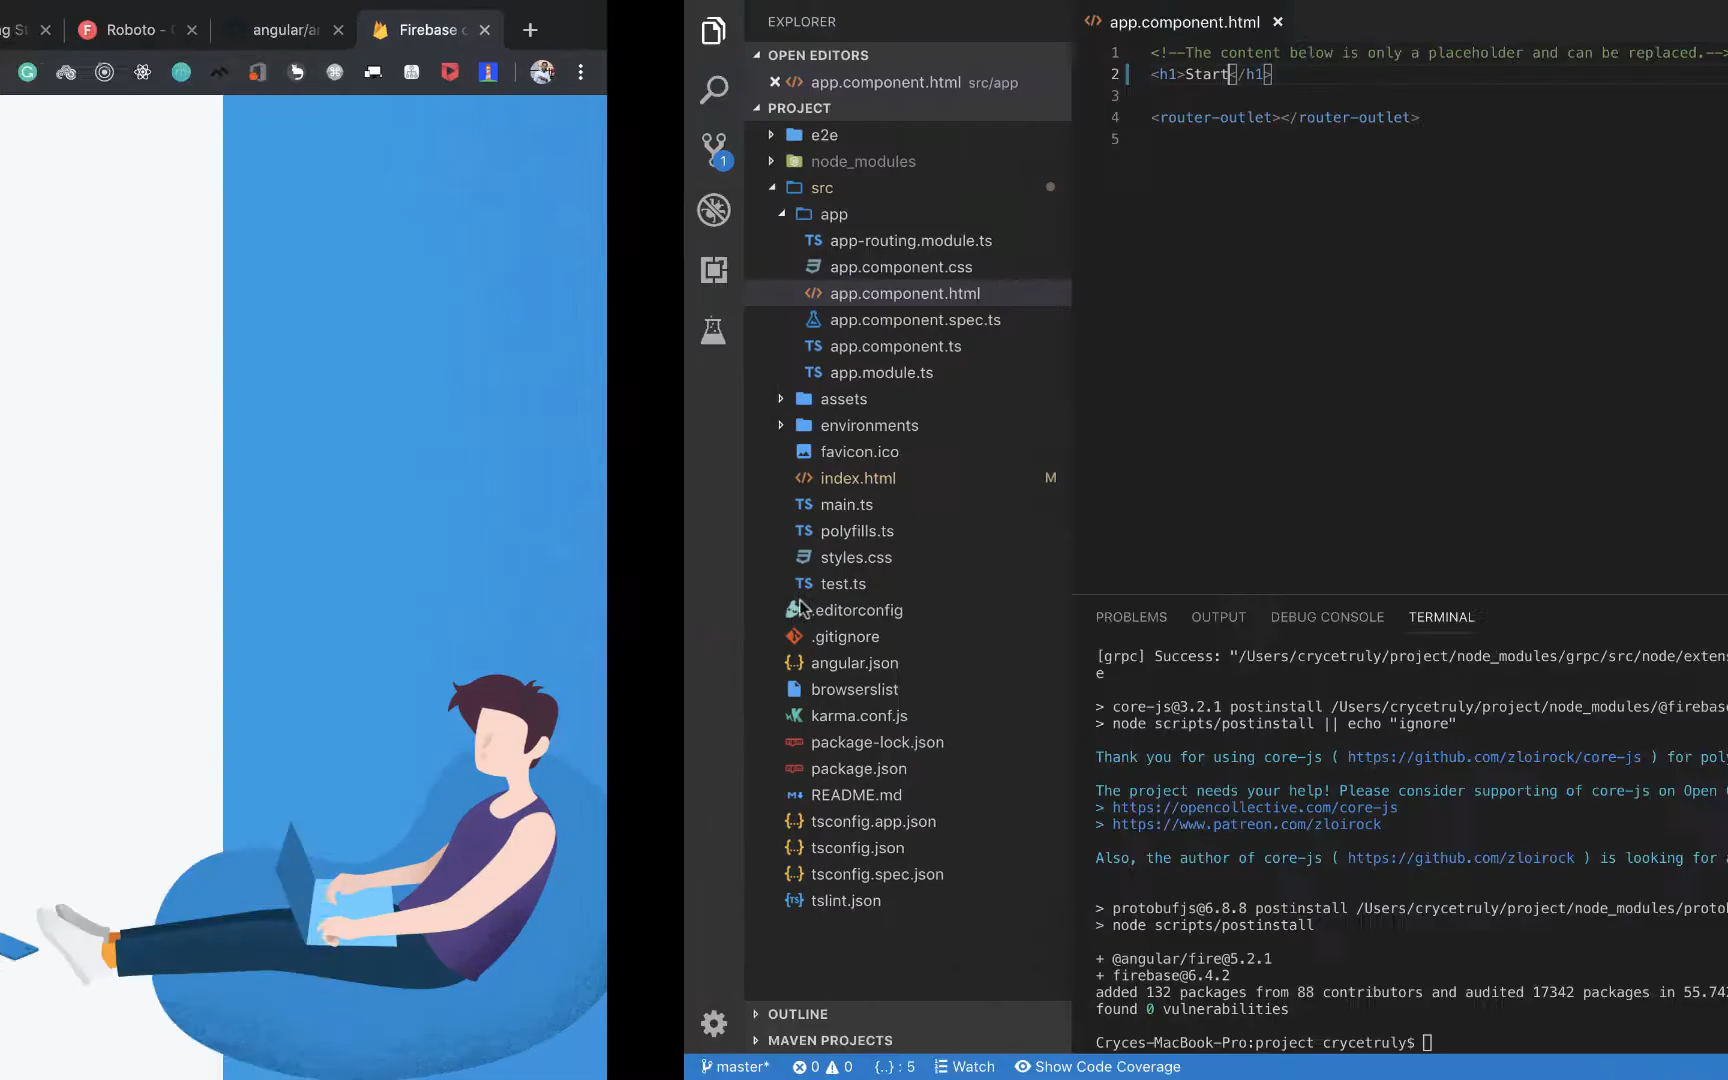 g St
Roboto - 
angular/a
Firebase c
EXPLORER
OPEN EDITORS
app.component.html src/app
PROJECT
e2e
node_modules
src
app
TS app-routing.module.ts
app.component.css
app.component.html
app.component.spec.ts
TS app.component.ts
TS app.module.ts
assets
environments
favicon.ico
index.html M
TS main.ts
TS polyfills.ts
styles.css
TS test.ts
.editorconfig
.gitignore
{..} angular.json
browserslist
karma.conf.js
package-lock.json
package.json
README.md
{..} tsconfig.app.json
{..} tsconfig.json
{..} tsconfig.spec.json
{TS} tslint.json
OUTLINE
MAVEN PROJECTS
1
app.component.html
1 <!--The content below is only a placeholder and can be replaced.-->
2 <h1>Start</h1>
3
4 <router-outlet></router-outlet>
5
PROBLEMS OUTPUT DEBUG CONSOLE TERMINAL
[grpc] Success: "/Users/crycetruly/project/node_modules/grpc/src/node/exten
e
> core-js@3.2.1 postinstall /Users/crycetruly/project/node_modules/@firebas
> node scripts/postinstall || echo "ignore"
Thank you for using core-js ( https://github.com/zloirock/core-js ) for pol
The project needs your help! Please consider supporting of core-js on Open
> https://opencollective.com/core-js
> https://www.patreon.com/zloirock
Also, the author of core-js ( https://github.com/zloirock ) is looking for
> protobufjs@6.8.8 postinstall /Users/crycetruly/project/node_modules/proto
> node scripts/postinstall
+ @angular/fire@5.2.1
+ firebase@6.4.2
added 132 packages from 88 contributors and audited 17342 packages in 55.74
found 0 vulnerabilities
Cryces-MacBook-Pro:project crycetruly$
master* 0 0 {..} : 5 Watch Show Code Coverage